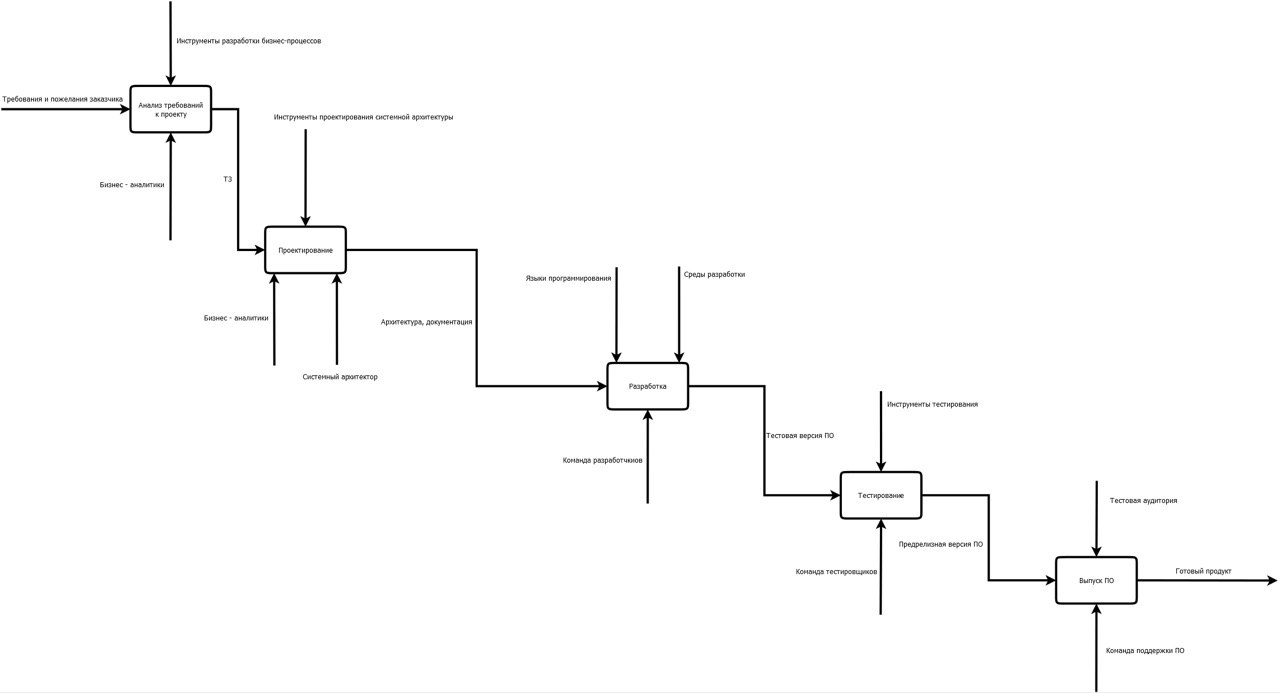 Инструменты разработки бизнес-процессов
Требования и пожелания заказчика
Анализ требований
к проекту
Инструменты проектирования системной архитектуры
Бизнес - аналитики
ТЗ
Проектирование
Языки программирования
Среды разработки
Бизнес - аналитики
Архитектура, документация
Системный архитектор
Разработка
Инструменты тестирования
Тестовая версия ПО
Команда разработчкиов
Тестирование
Тестовая аудитория
Предрелизная версия ПО
Команда тестировщиков
Выпуск ПО
Готовый продукт
Команда поддержки ПО